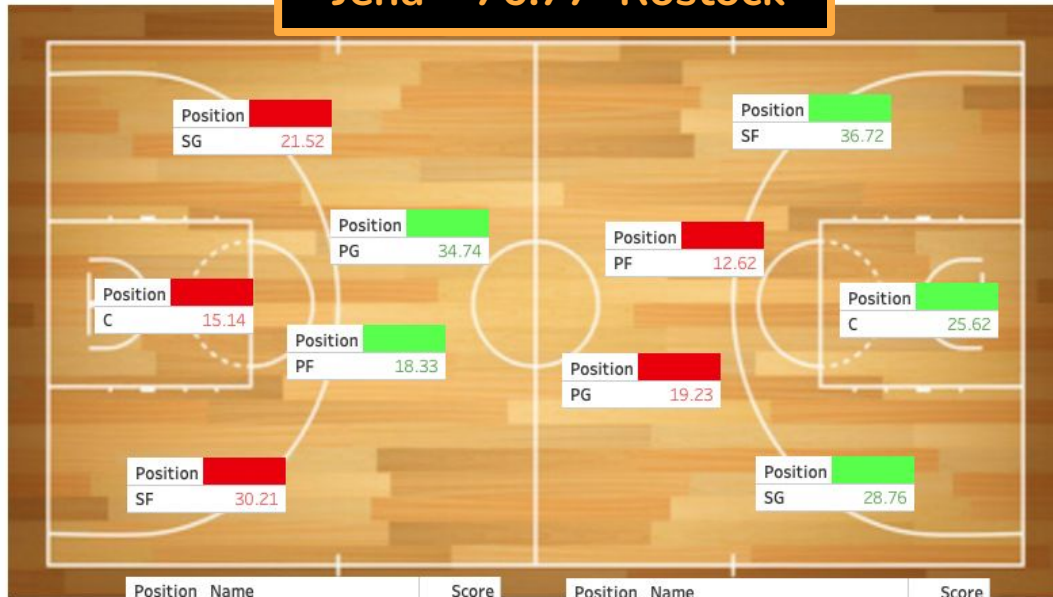 Jena Rostock
Position
SG 21.52
Position
SF 36.72
Position
PG 34.74
Position
PF 12.62
Position
C 15.14
Position
C 25.62
Position
PF 18.33
Position
PG 19.23
Position
SF 30.21
Position
SG 28.76
Position Name Score
Position Name Score